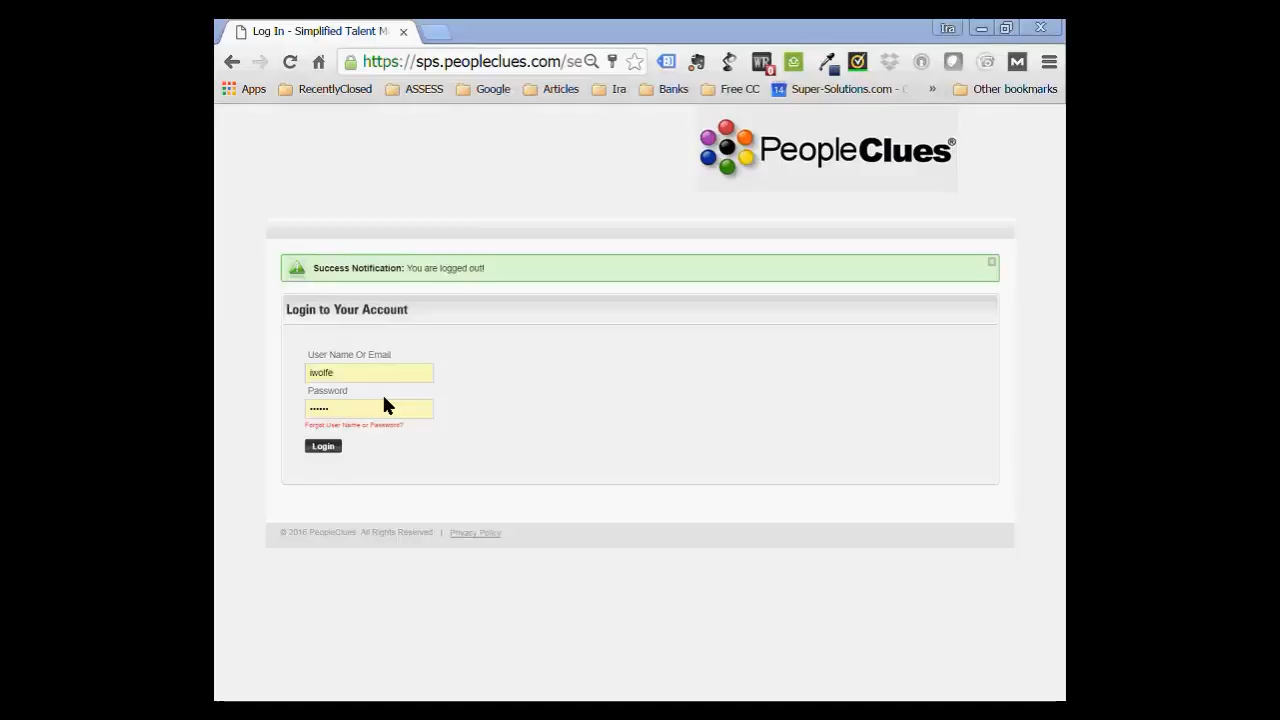 Log In - Simplified Talent M
Ira
https://sps.peopleclues.com/se
Apps RecentlyClosed ASSESS Google Articles Ira Banks Free CC 14 Super-Solutions.com - » Other bookmarks
PeopleClues®
Success Notification: You are logged out!
Login to Your Account
User Name Or Email
iwolfe
Password
••••••
Forgot User Name or Password?
Login
© 2016 PeopleClues All Rights Reserved | Privacy Policy